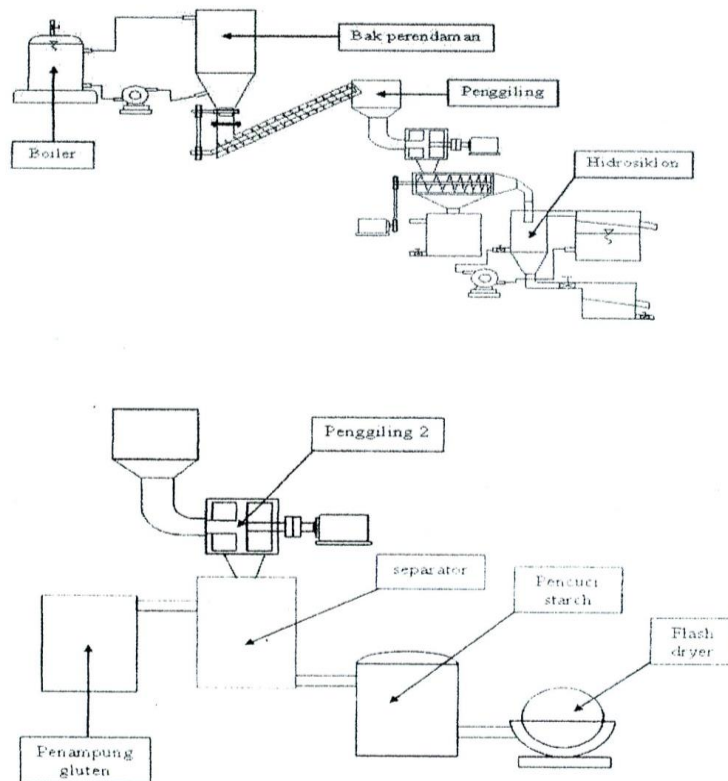 Bak perendaman
Penggiling
Boiler
Hidrosiklon
Penggiling 2
separator
Pencuci
starch
Flash
dryer
Penampung
gluten